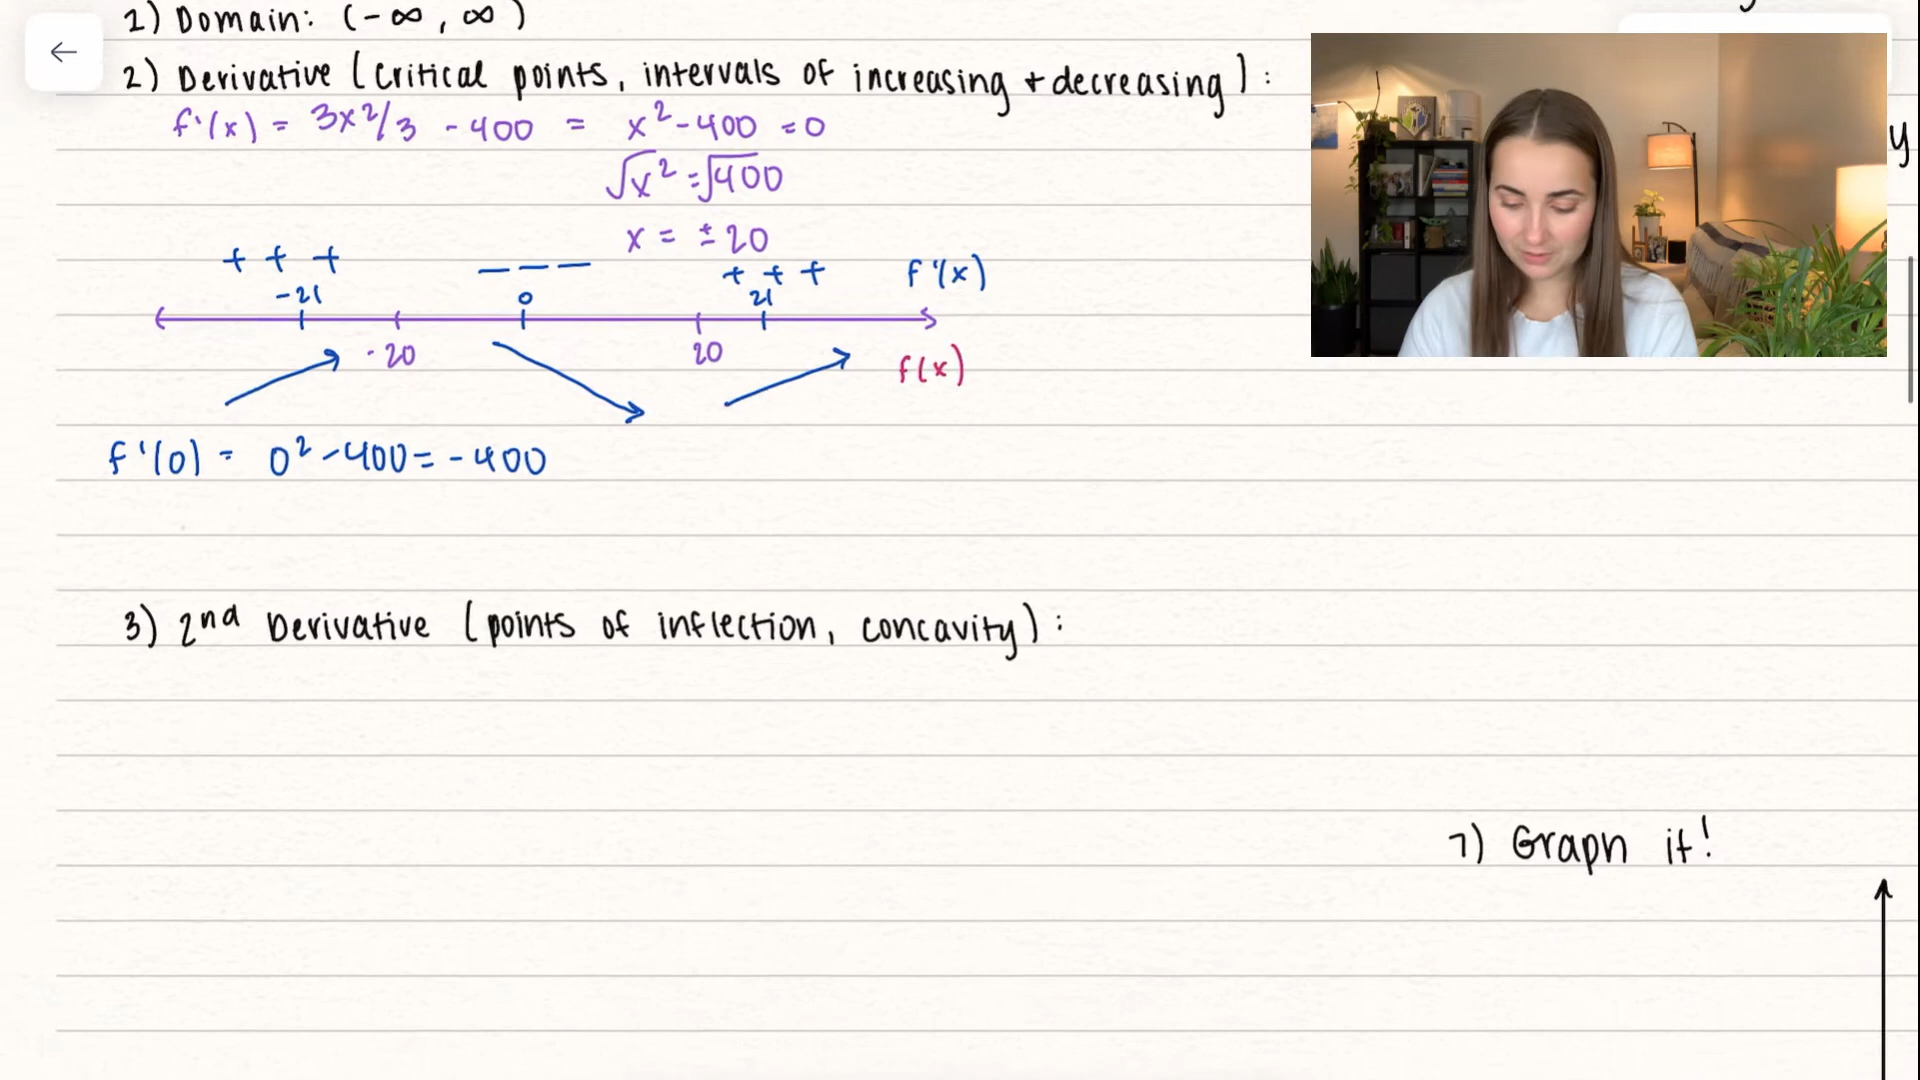 1) Domain: (-∞, ∞)
2) Derivative (critical points, intervals of increasing + decreasing):
f'(x) = 3x²/3 - 400 = x² - 400 = 0
√x² = √400
x = ± 20
+ + + − − − + + + f'(x)
-21 0 21
-20 20 f(x)
f'(0) = 0² - 400 = - 400
3) 2nd Derivative (points of inflection, concavity):
7) Graph it!
y